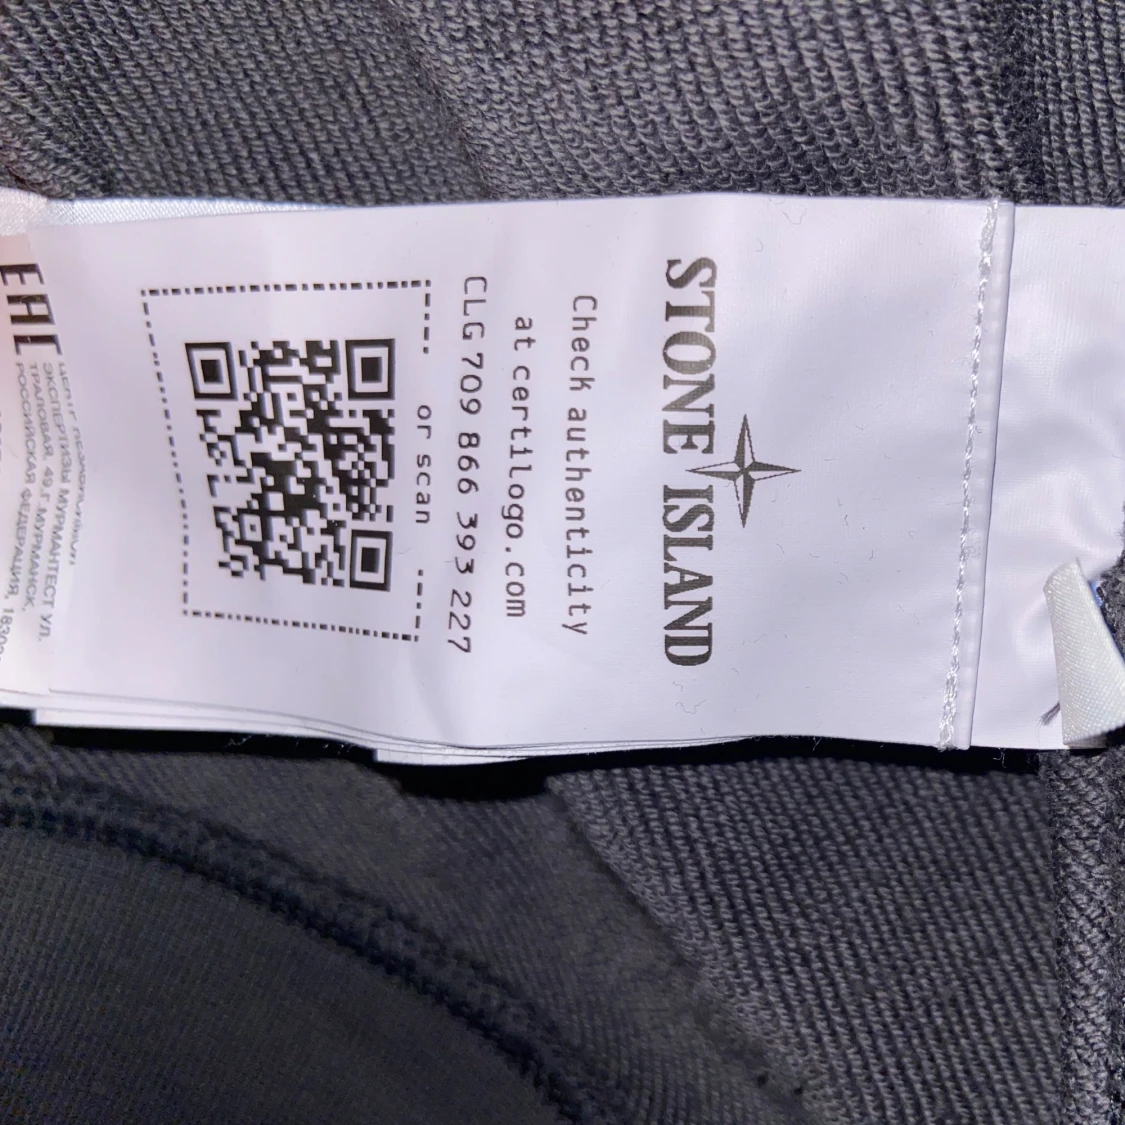 STONE ISLAND
Check authenticity
at certilogo.com
CLG 709 866 393 227
or scan
EAC
ЭКСПЕРТИЗЫ МУРМАНТЕСТ УЛ.
ТРАЛОВАЯ, 49,Г.МУРМАНСК,
РОССИЙСКАЯ ФЕДЕРАЦИЯ,